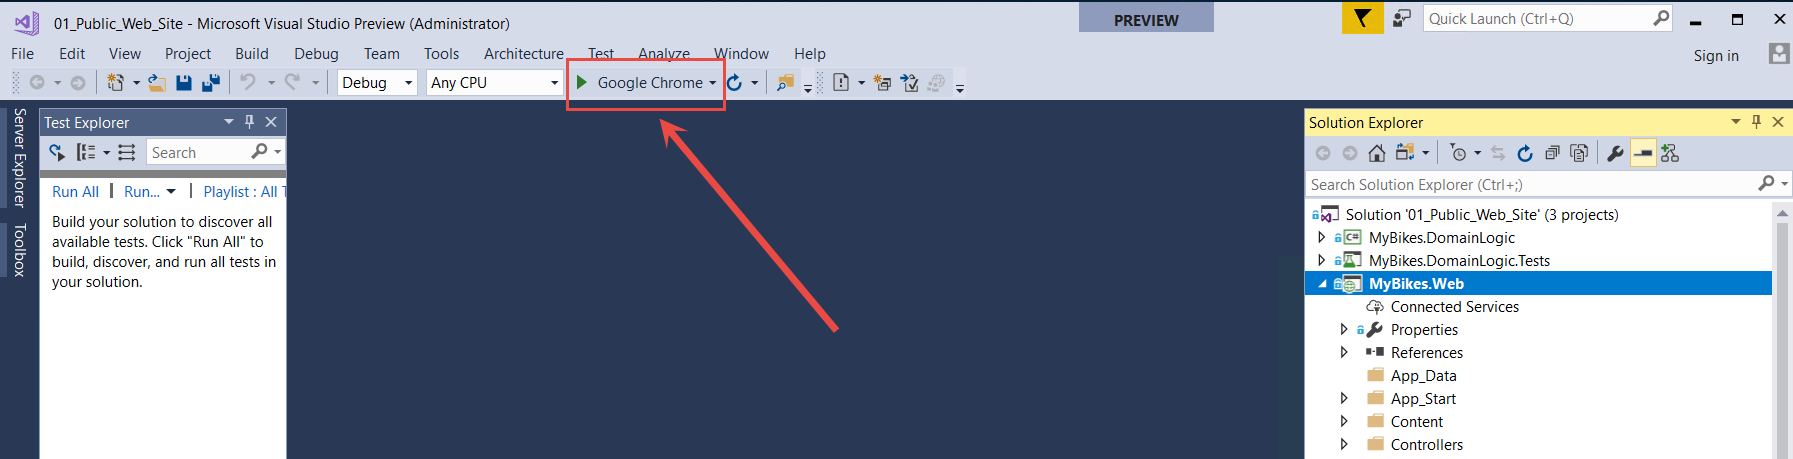 01_Public_Web_Site - Microsoft Visual Studio Preview (Administrator)
PREVIEW
Quick Launch (Ctrl+Q)
File Edit View Project Build Debug Team Tools Architecture Test Analyze Window Help
Sign in
Debug Any CPU Google Chrome
Server Explorer
Toolbox
Test Explorer
Search
Run All | Run... Playlist : All T
Build your solution to discover all
available tests. Click "Run All" to
build, discover, and run all tests in
your solution.
Solution Explorer
Search Solution Explorer (Ctrl+;)
Solution '01_Public_Web_Site' (3 projects)
C# MyBikes.DomainLogic
MyBikes.DomainLogic.Tests
MyBikes.Web
Connected Services
Properties
References
App_Data
App_Start
Content
Controllers